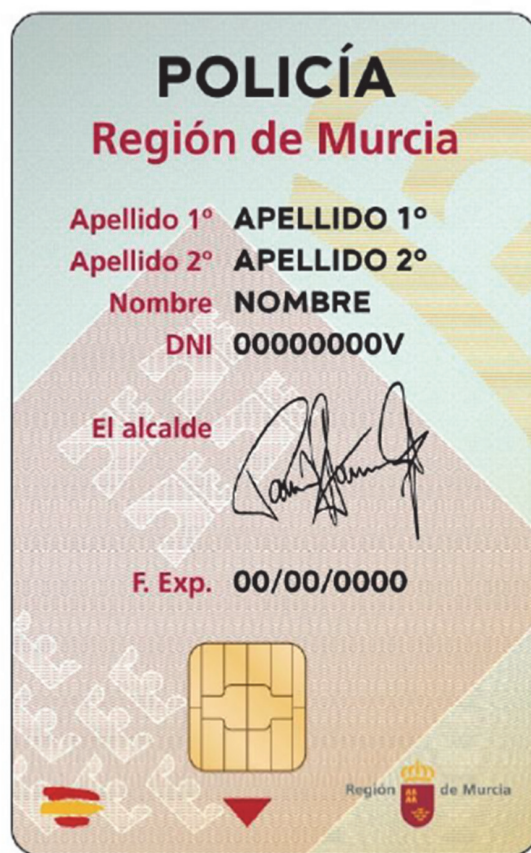 POLICÍA
Región de Murcia
Apellido 1º APELLIDO 1º
Apellido 2º APELLIDO 2º
Nombre NOMBRE
DNI 00000000V
El alcalde
F. Exp. 00/00/0000
Región de Murcia